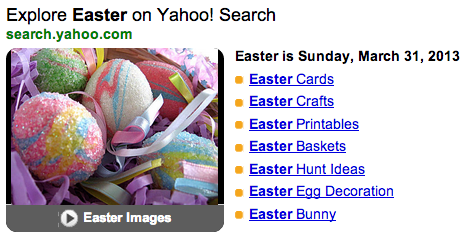 Explore Easter on Yahoo! Search
search.yahoo.com
Easter is Sunday, March 31, 2013
Easter Cards
Easter Crafts
Easter Printables
Easter Baskets
Easter Hunt Ideas
Easter Egg Decoration
Easter Bunny
Easter Images